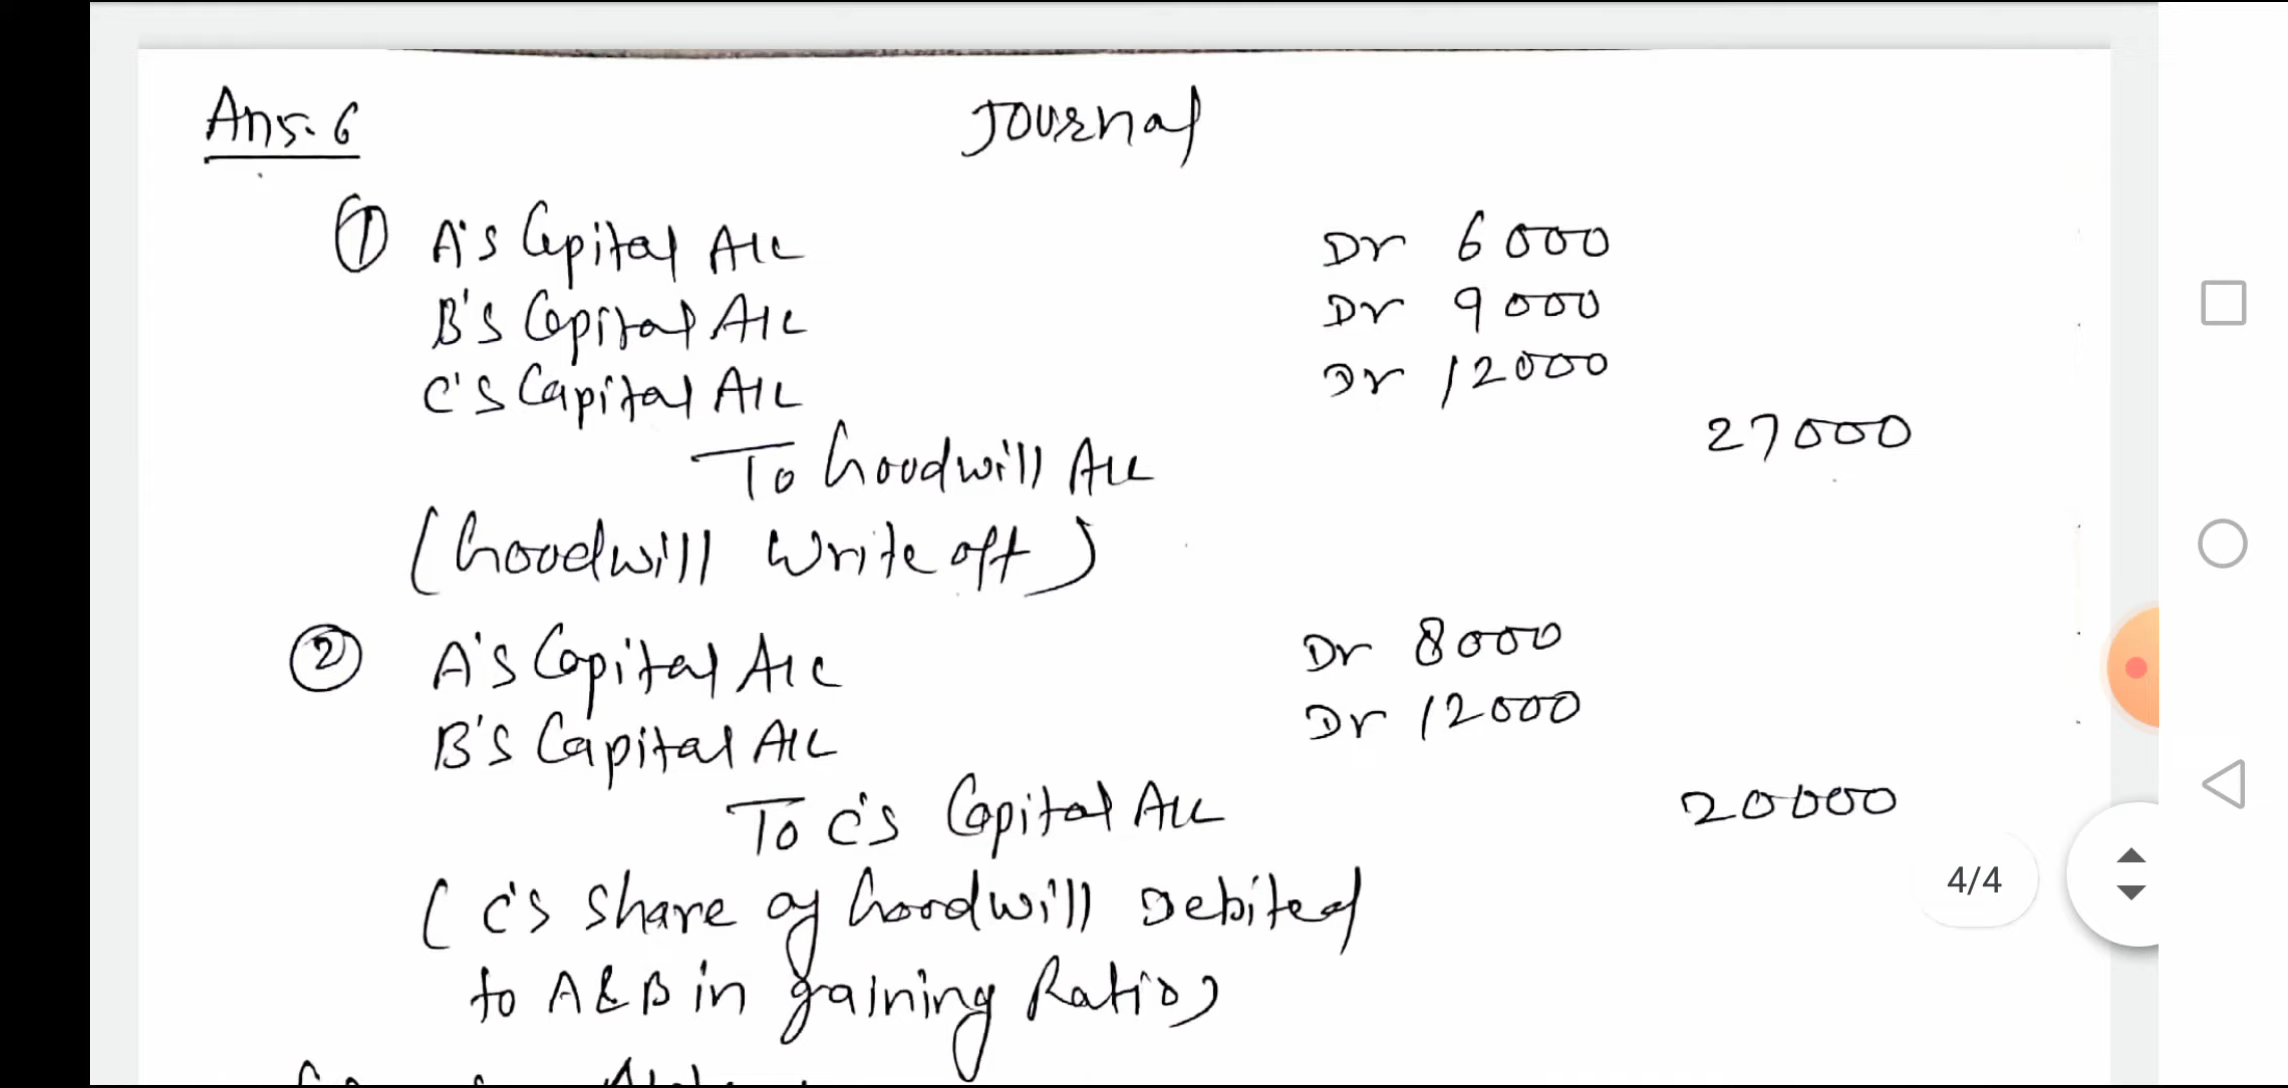 Ans. 6 Journal
① A's Capital A/c Dr 6000
B's Capital A/c Dr 9000
C's Capital A/c Dr 12000
To Goodwill A/c 27000
(Goodwill write off)
② A's Capital A/c Dr 8000
B's Capital A/c Dr 12000
To C's Capital A/c 20000
(C's share of Goodwill Debited
to A & B in gaining Ratio)
4/4